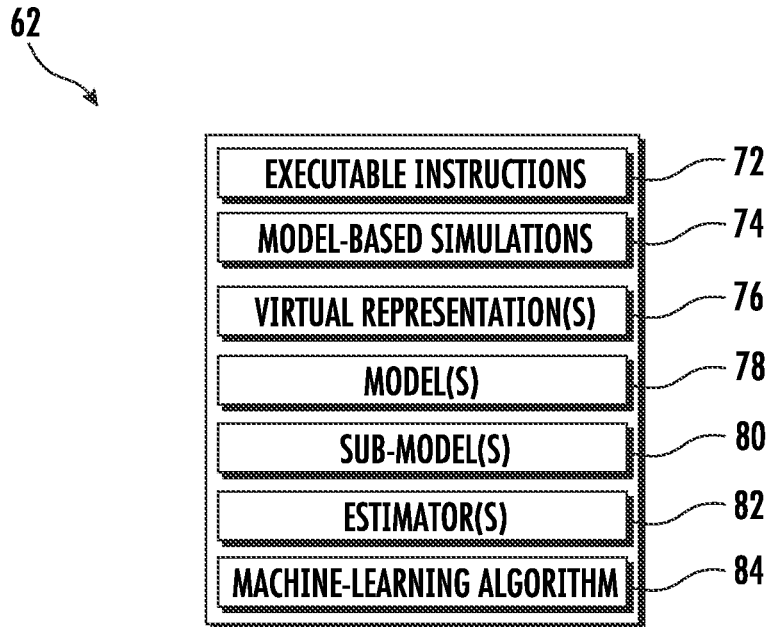 62
EXECUTABLE INSTRUCTIONS 72
MODEL-BASED SIMULATIONS 74
VIRTUAL REPRESENTATION(S) 76
MODEL(S) 78
SUB-MODEL(S) 80
ESTIMATOR(S) 82
MACHINE-LEARNING ALGORITHM 84